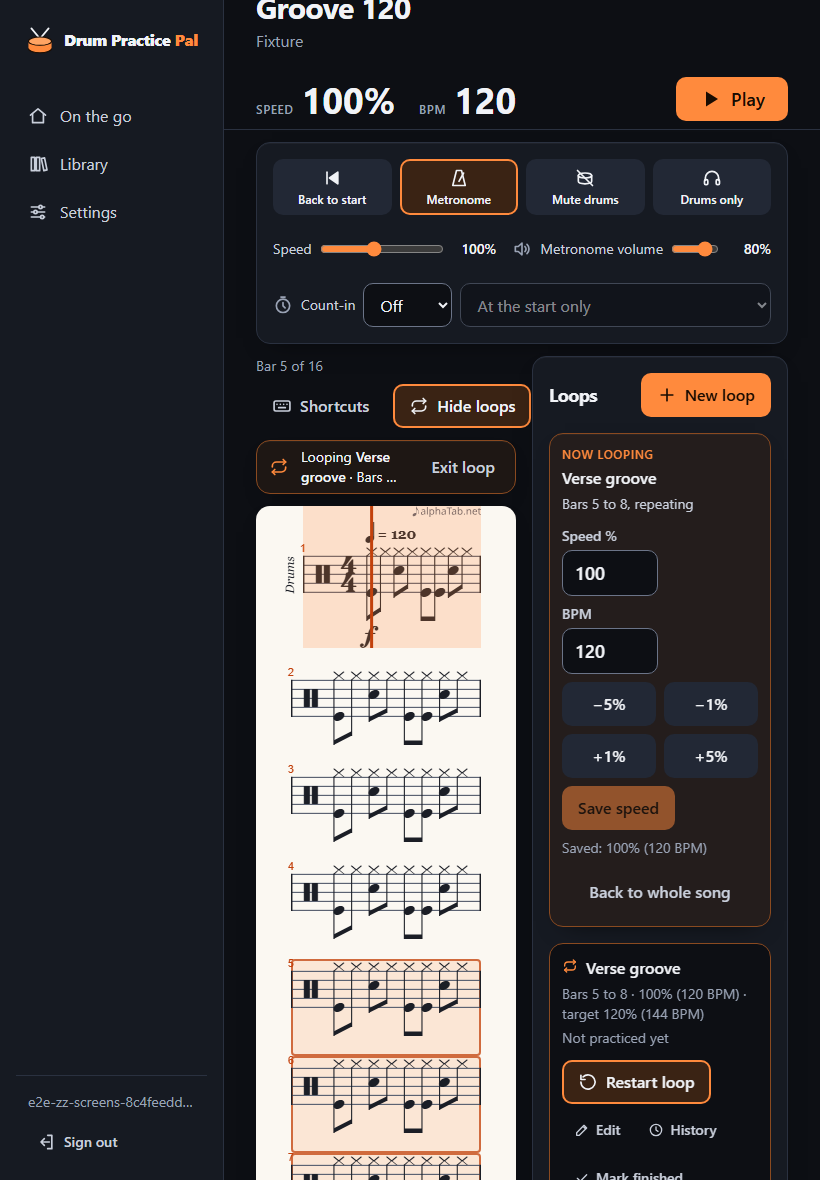 Drum Practice Pal
On the go
Library
Settings
e2e-zz-screens-8c4feedd...
Sign out
Groove 120
Fixture
SPEED 100% BPM 120
Play
Back to start
Metronome
Mute drums
Drums only
Speed 100%
Metronome volume 80%
Count-in Off At the start only
Bar 5 of 16
Shortcuts
Hide loops
Looping Verse
groove · Bars ...
Exit loop
♪alphaTab.net
= 120
1
Drums
4
4
f
2
3
4
5
6
7
Loops
New loop
NOW LOOPING
Verse groove
Bars 5 to 8, repeating
Speed %
100
BPM
120
−5% −1%
+1% +5%
Save speed
Saved: 100% (120 BPM)
Back to whole song
Verse groove
Bars 5 to 8 · 100% (120 BPM) ·
target 120% (144 BPM)
Not practiced yet
Restart loop
Edit History
Mark finished